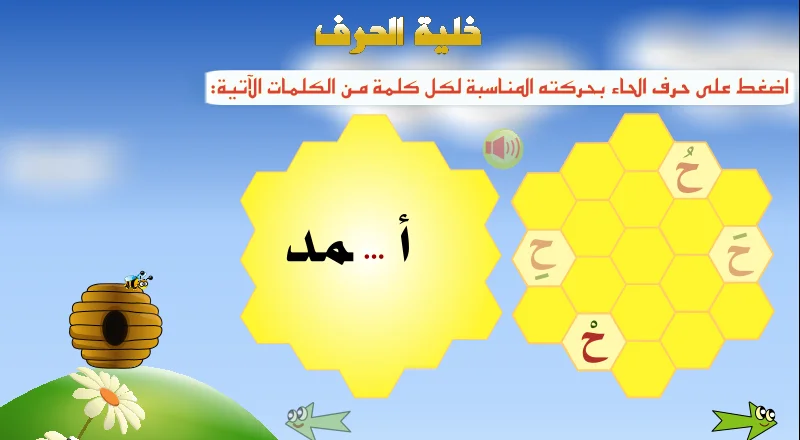 خلية الحرف
اضغط على حرف الحاء بحركته المناسبة لكل كلمة من الكلمات الآتية:
أ ... مد
حُ
حِ
حَ
حْ